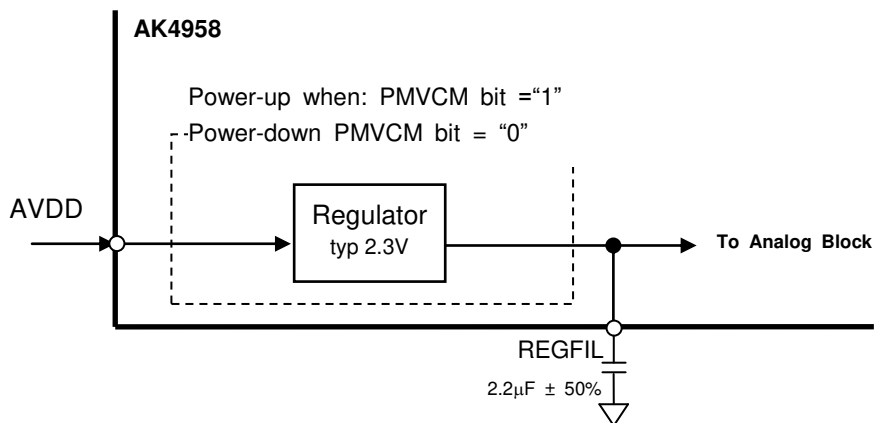 AK4958
Power-up when: PMVCM bit =“1”
Power-down PMVCM bit = “0”
AVDD
Regulator
typ 2.3V
To Analog Block
REGFIL
2.2μF ± 50%